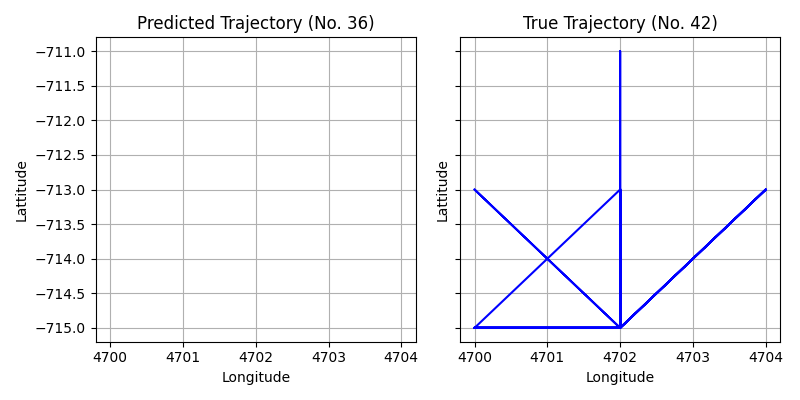 Predicted Trajectory (No. 36)
Lattitude
−711.0
−711.5
−712.0
−712.5
−713.0
−713.5
−714.0
−714.5
−715.0
4700 4701 4702 4703 4704
Longitude
True Trajectory (No. 42)
Lattitude
4700 4701 4702 4703 4704
Longitude